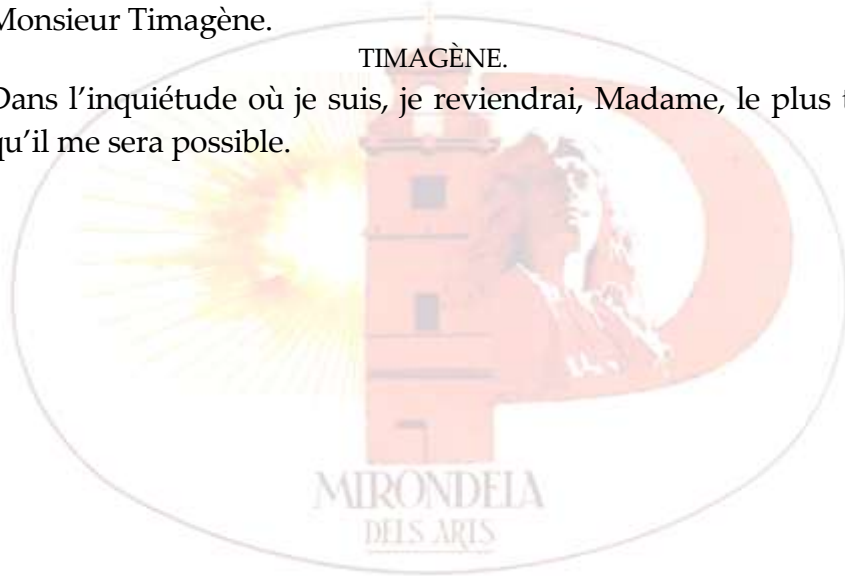 Monsieur Timagène.
TIMAGÈNE.
Dans l’inquiétude où je suis, je reviendrai, Madame, le plus t
qu’il me sera possible.
MIRONDELA
DELS ARTS